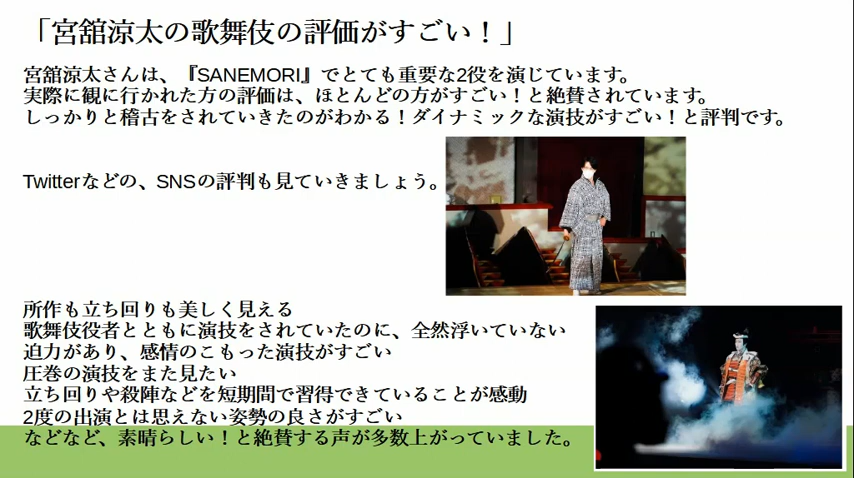 「宮舘涼太の歌舞伎の評価がすごい！」
宮舘涼太さんは、『SANEMORI』でとても重要な2役を演じています。
実際に観に行かれた方の評価は、ほとんどの方がすごい！と絶賛されています。
しっかりと稽古をされていきたのがわかる！ダイナミックな演技がすごい！と評判です。
Twitterなどの、SNSの評判も見ていきましょう。
所作も立ち回りも美しく見える
歌舞伎役者とともに演技をされていたのに、全然浮いていない
迫力があり、感情のこもった演技がすごい
圧巻の演技をまた見たい
立ち回りや殺陣などを短期間で習得できていることが感動
2度の出演とは思えない姿勢の良さがすごい
などなど、素晴らしい！と絶賛する声が多数上がっていました。